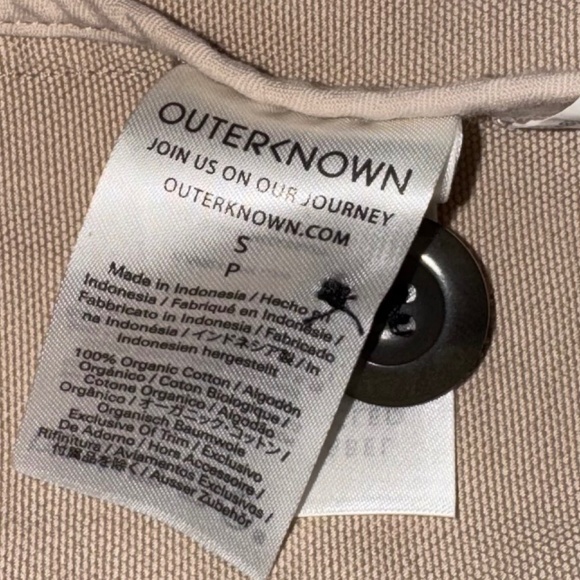 OUTERKNOWN
JOIN US ON OUR JOURNEY
OUTERKNOWN.COM
S
P
Made in Indonesia / Hecho
Indonesia / Fabriqué en Indonésie /
Fabbricato in Indonesia / Fabricado
na Indonésia / インドネシア製 / in
Indonesien hergestellt
100% Organic Cotton / Algodón
Orgánico / Coton Biologique /
Cotone Organico / Algodão
Orgânico / オーガニック コットン /
Organisch Baumwolle
Exclusive Of Trim / Exclusivo
De Adorno / Hors Accessoire /
Rifiniture / Aviamentos Exclusivos /
付属品を除く / Ausser Zubehör